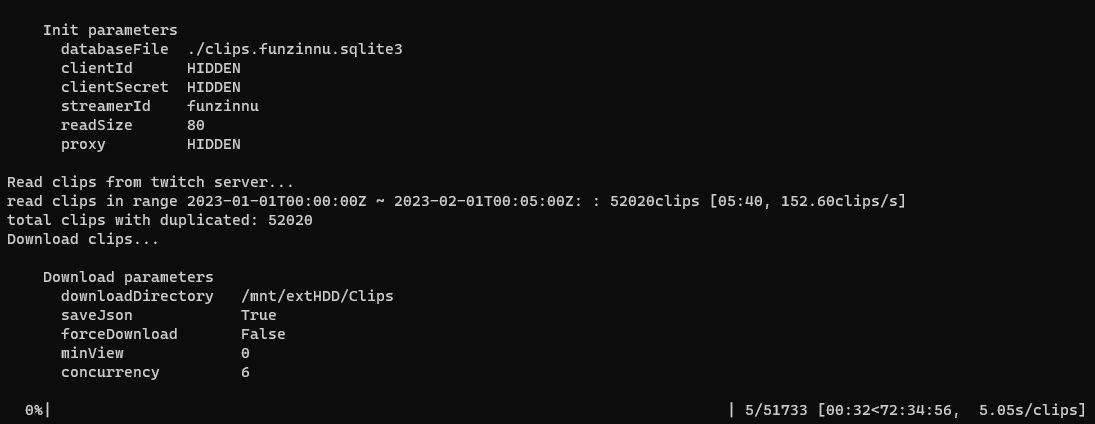 Init parameters
databaseFile ./clips.funzinnu.sqlite3
clientId HIDDEN
clientSecret HIDDEN
streamerId funzinnu
readSize 80
proxy HIDDEN
Read clips from twitch server...
read clips in range 2023-01-01T00:00:00Z ~ 2023-02-01T00:05:00Z: : 52020clips [05:40, 152.60clips/s]
total clips with duplicated: 52020
Download clips...
Download parameters
downloadDirectory /mnt/extHDD/Clips
saveJson True
forceDownload False
minView 0
concurrency 6
0%| | 5/51733 [00:32<72:34:56, 5.05s/clips]